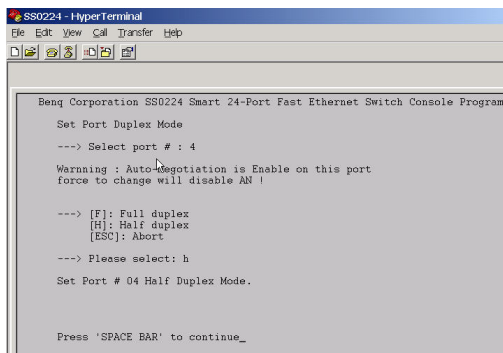 SS0224 - HyperTerminal
File Edit View Call Transfer Help
Benq Corporation SS0224 Smart 24-Port Fast Ethernet Switch Console Program
Set Port Duplex Mode
---> Select port # : 4
Warnning : Auto-Negotiation is Enable on this port
force to change will disable AN !
---> [F]: Full duplex
[H]: Half duplex
[ESC]: Abort
---> Please select: h
Set Port # 04 Half Duplex Mode.
Press 'SPACE BAR' to continue_